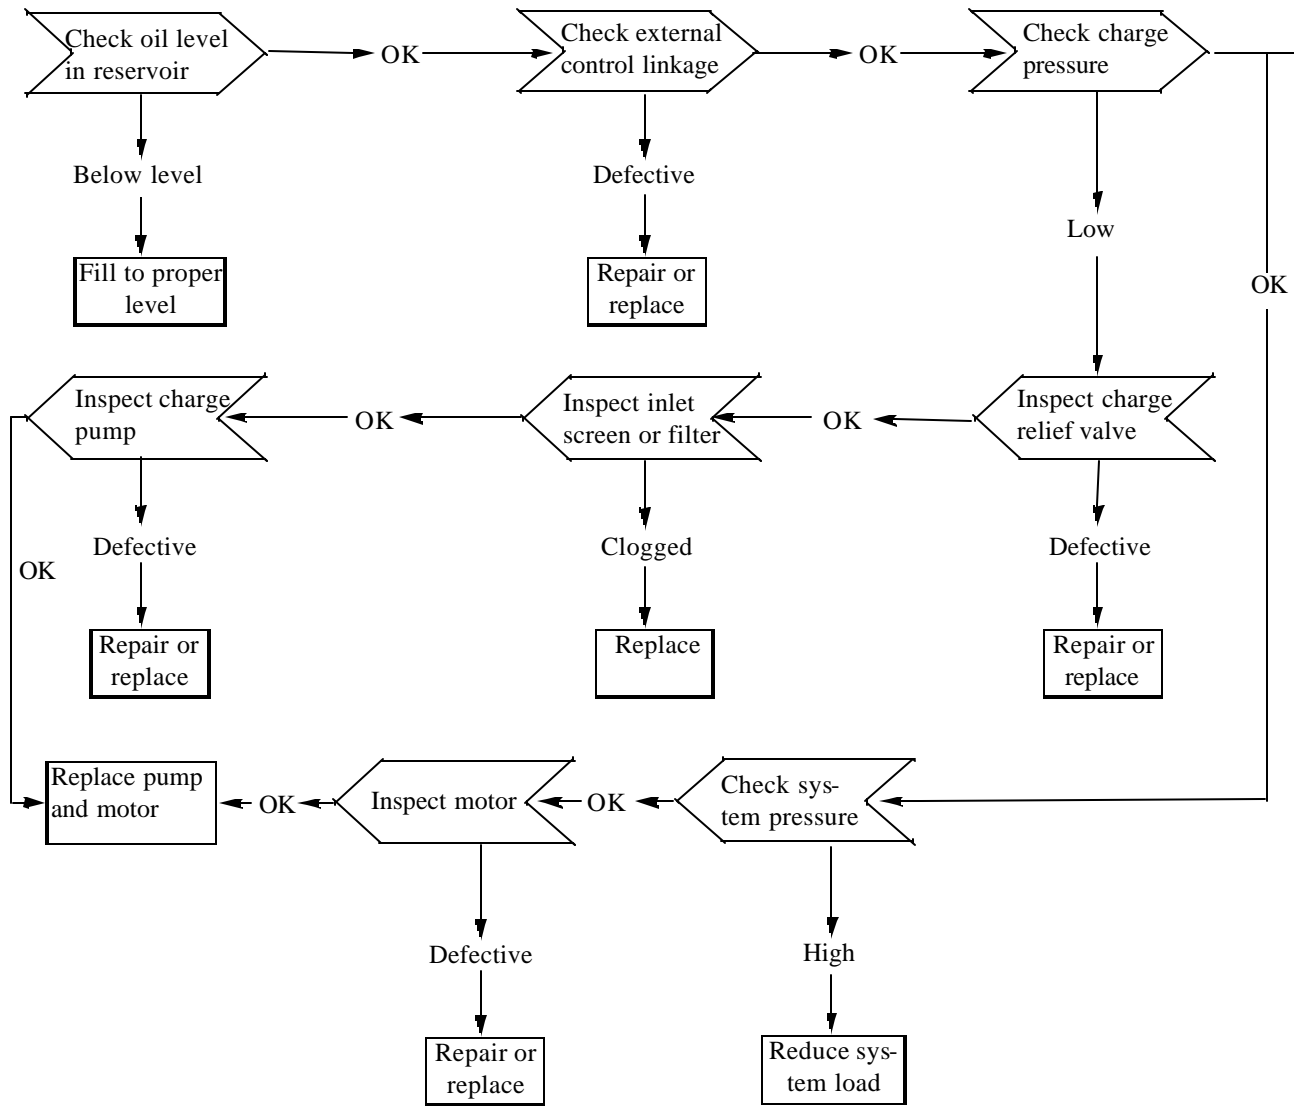 Check oil level
in reservoir
OK
Check external
control linkage
OK
Check charge
pressure
Below level
Defective
Low
OK
Fill to proper
level
Repair or
replace
Inspect charge
pump
OK
Inspect inlet
screen or filter
OK
Inspect charge
relief valve
OK
Defective
Clogged
Defective
Repair or
replace
Replace
Repair or
replace
Replace pump
and motor
OK
Inspect motor
OK
Check sys-
tem pressure
Defective
High
Repair or
replace
Reduce sys-
tem load